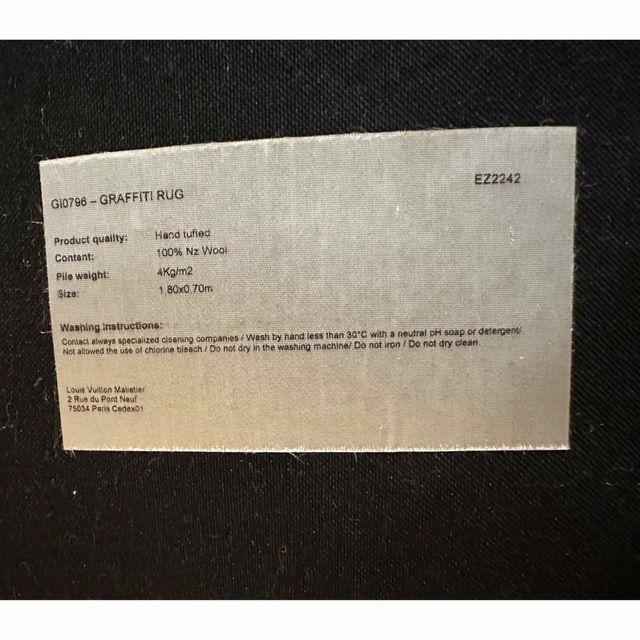 GI0796 – GRAFFITI RUG
EZ2242
Product quality: Hand tufted
Content: 100% Nz Wool
Pile weight: 4Kg/m2
Size: 1,80x0,70m
Washing instructions:
Contact always specialized cleaning companies / Wash by hand less than 30°C with a neutral pH soap or detergent/
Not allowed the use of chlorine bleach / Do not dry in the washing machine/ Do not iron / Do not dry clean.
Louis Vuitton Malletier
2 Rue du Pont Neuf
75034 Paris Cedex01